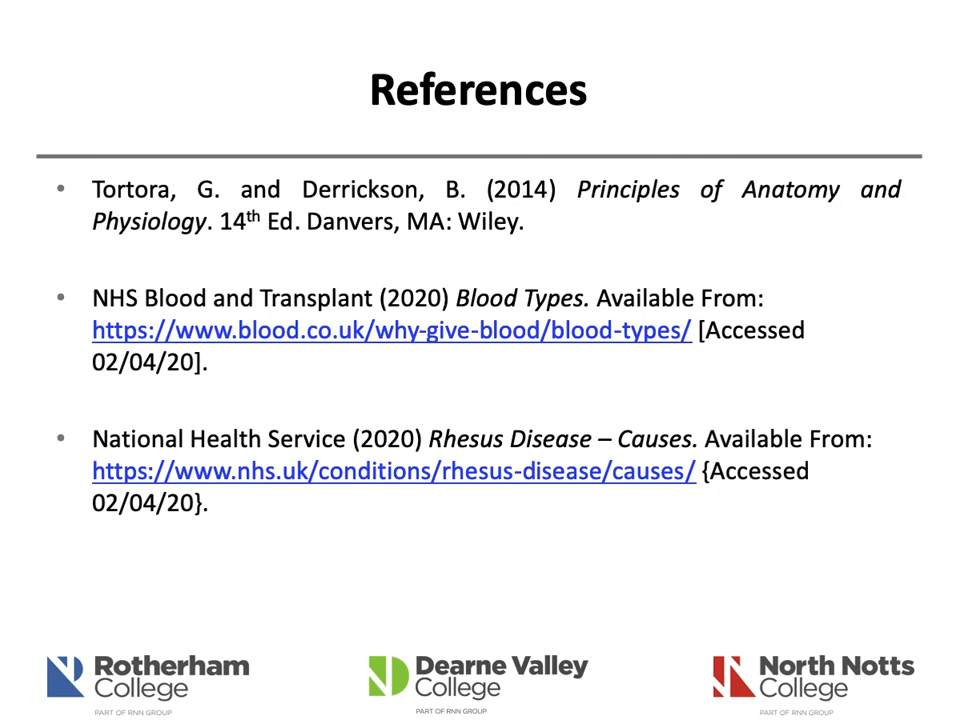 References
• Tortora, G. and Derrickson, B. (2014) Principles of Anatomy and
Physiology. 14th Ed. Danvers, MA: Wiley.
• NHS Blood and Transplant (2020) Blood Types. Available From:
https://www.blood.co.uk/why-give-blood/blood-types/ [Accessed
02/04/20].
• National Health Service (2020) Rhesus Disease – Causes. Available From:
https://www.nhs.uk/conditions/rhesus-disease/causes/ {Accessed
02/04/20}.
Rotherham
College
PART OF RNN GROUP
Dearne Valley
College
PART OF RNN GROUP
North Notts
College
PART OF RNN GROUP